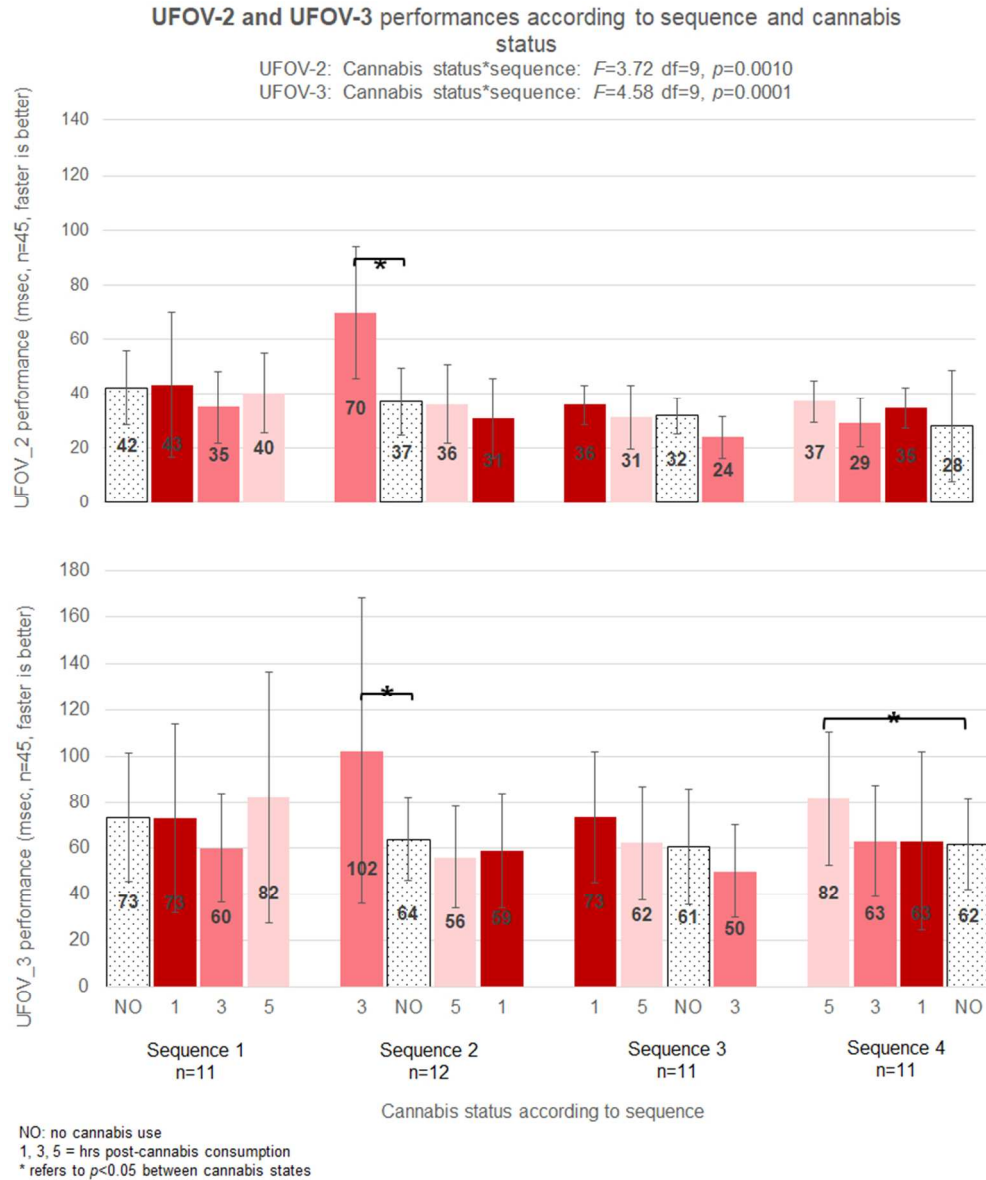 UFOV-2 and UFOV-3 performances according to sequence and cannabis
status
UFOV-2: Cannabis status*sequence: F=3.72 df=9, p=0.0010
UFOV-3: Cannabis status*sequence: F=4.58 df=9, p=0.0001
UFOV_2 performance (msec, n=45, faster is better)
140
120
100
80
60
40
20
0
*
42 43 35 40 70 37 36 31 36 31 32 24 37 29 35 28
UFOV_3 performance (msec, n=45, faster is better)
180
160
140
120
100
80
60
40
20
0
* *
73 73 60 82 102 64 56 59 73 62 61 50 82 63 63 62
NO 1 3 5 3 NO 5 1 1 5 NO 3 5 3 1 NO
Sequence 1 Sequence 2 Sequence 3 Sequence 4
n=11 n=12 n=11 n=11
Cannabis status according to sequence
NO: no cannabis use
1, 3, 5 = hrs post-cannabis consumption
* refers to p<0.05 between cannabis states